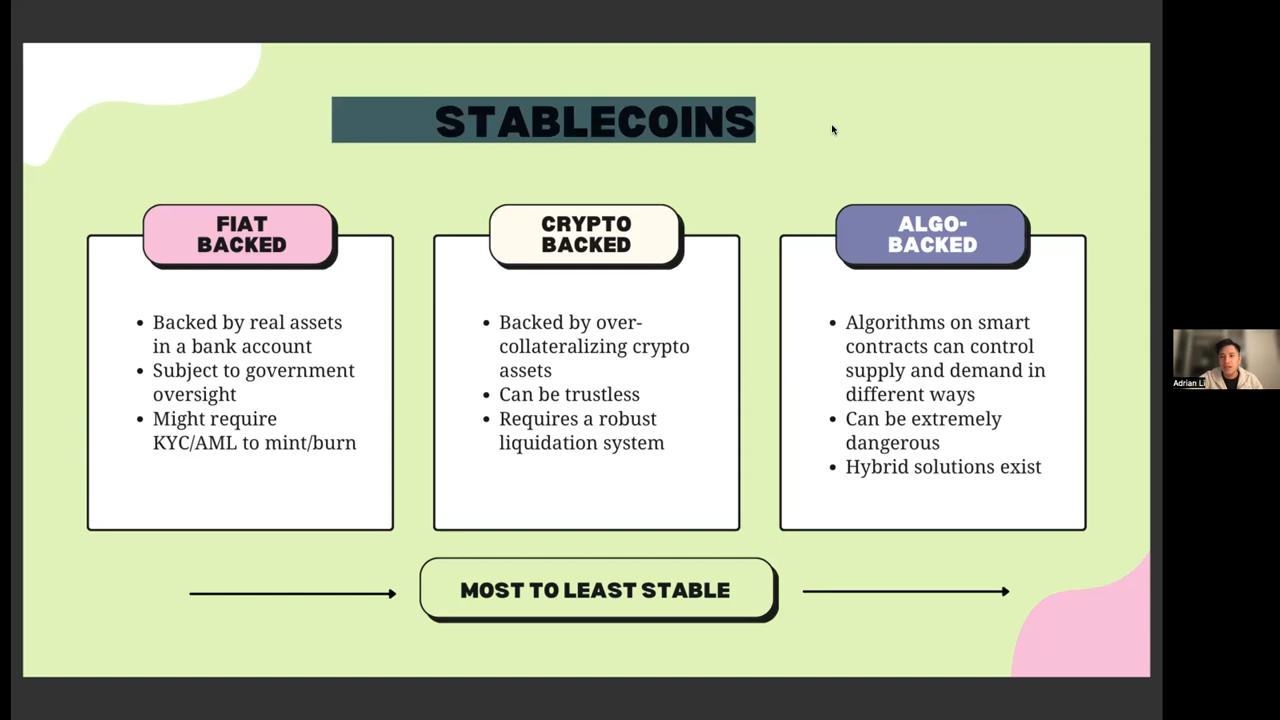 STABLECOINS
FIAT
BACKED
• Backed by real assets
in a bank account
• Subject to government
oversight
• Might require
KYC/AML to mint/burn
CRYPTO
BACKED
• Backed by over-
collateralizing crypto
assets
• Can be trustless
• Requires a robust
liquidation system
ALGO-
BACKED
• Algorithms on smart
contracts can control
supply and demand in
different ways
• Can be extremely
dangerous
• Hybrid solutions exist
MOST TO LEAST STABLE
Adrian Li